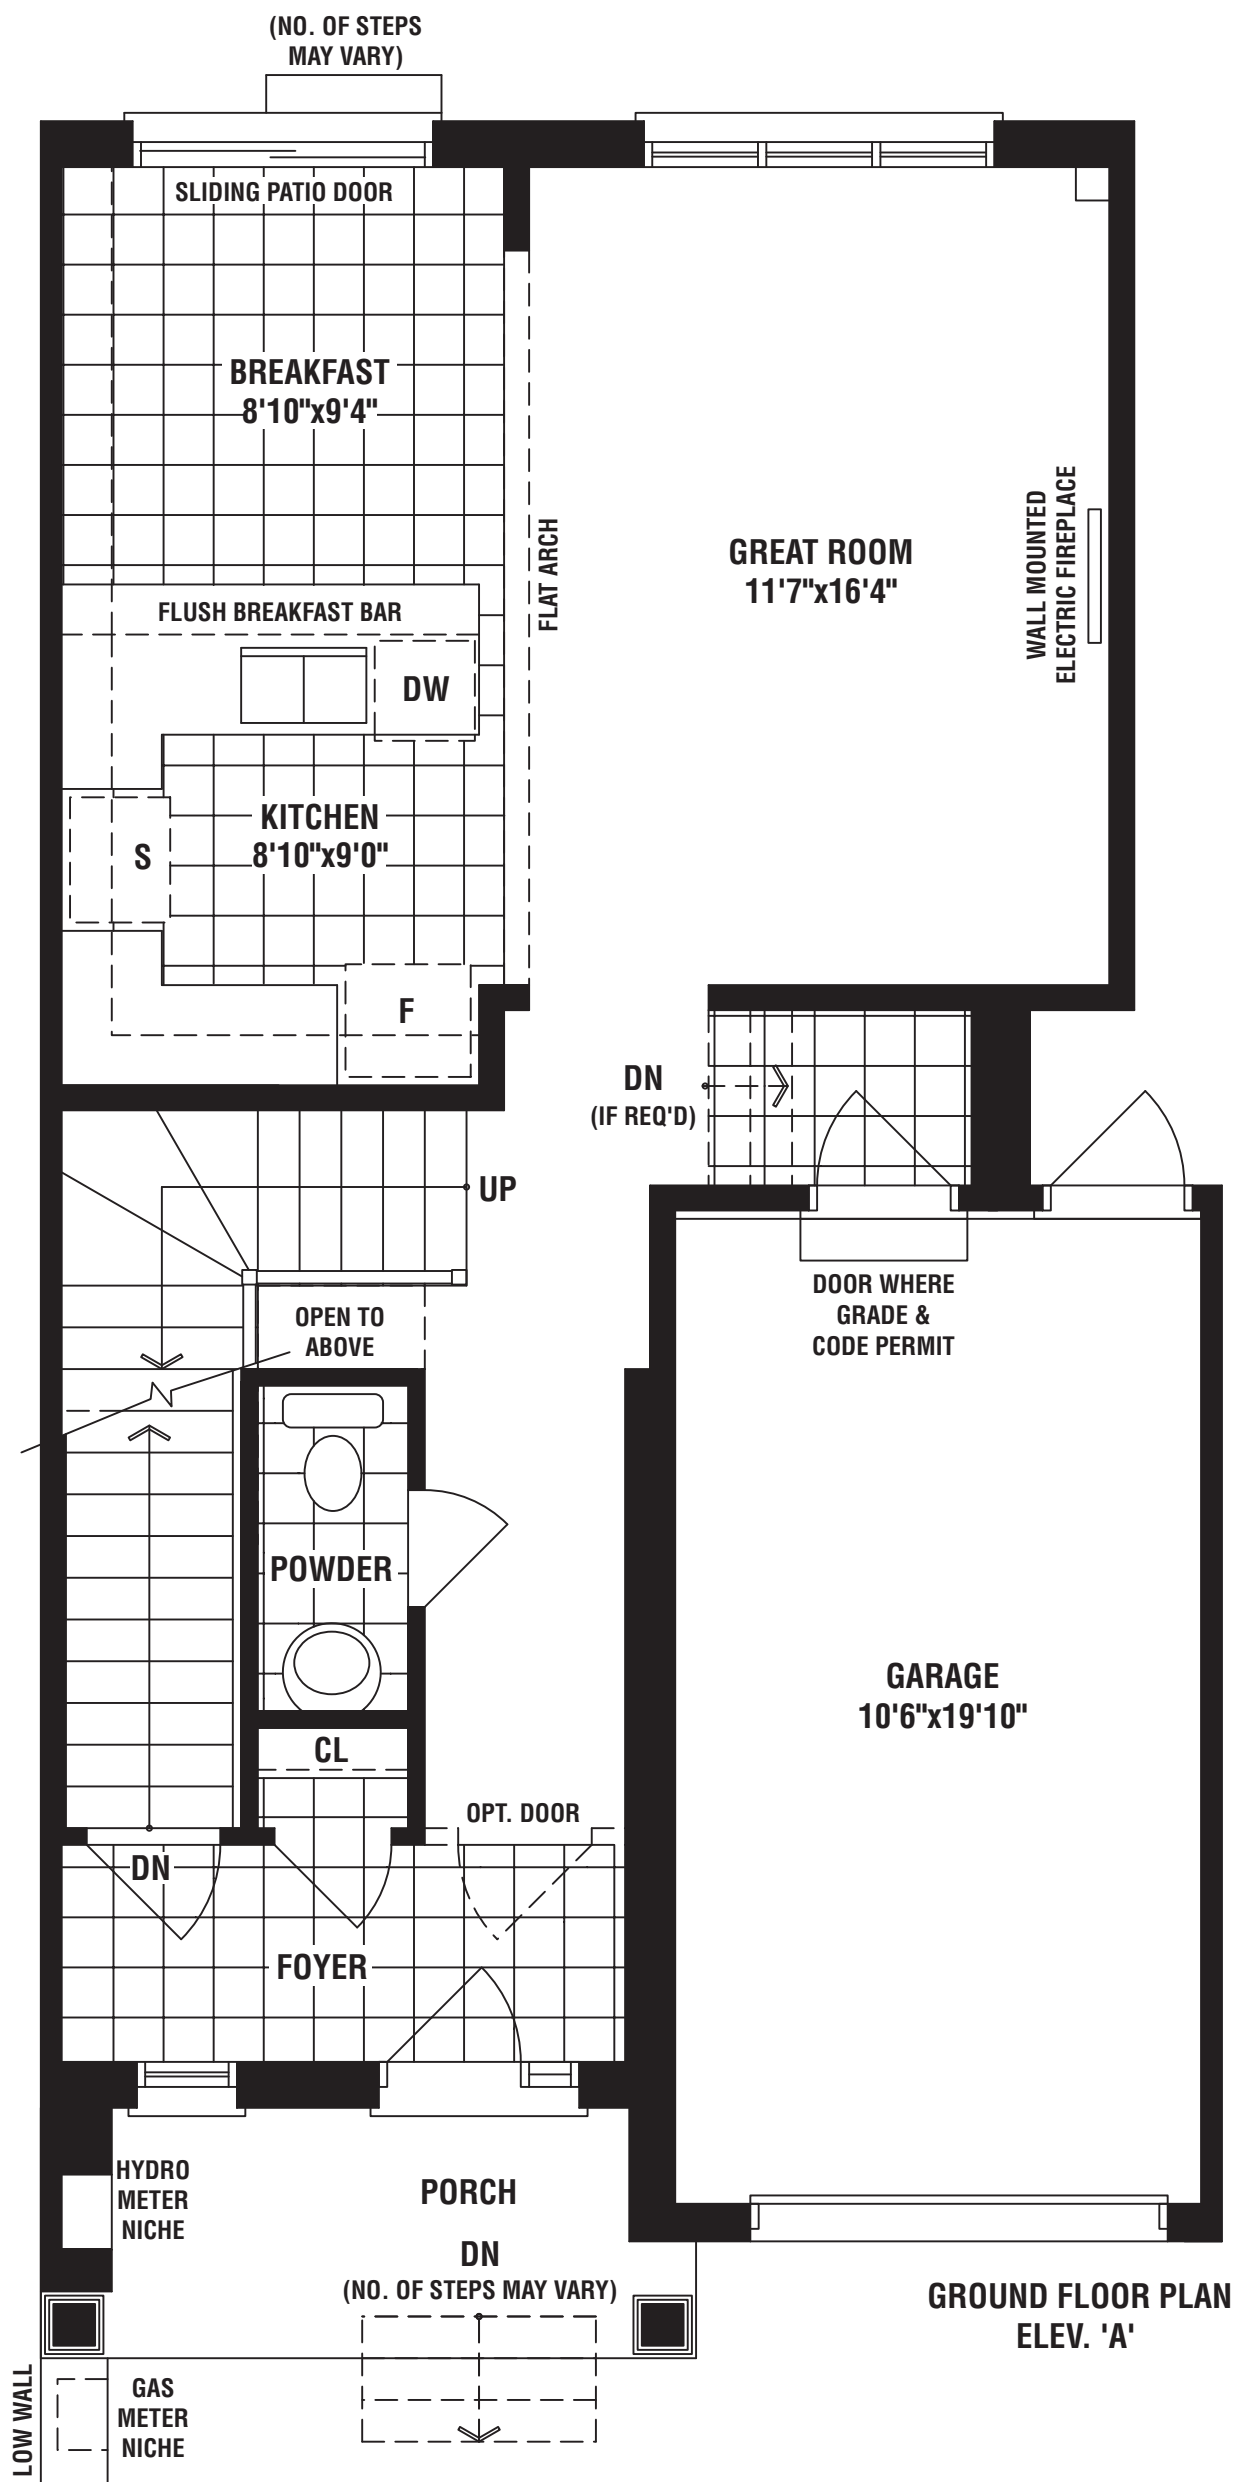 (NO. OF STEPS
MAY VARY)
SLIDING PATIO DOOR
BREAKFAST
8'10"x9'4"
FLAT ARCH
GREAT ROOM
11'7"x16'4"
WALL MOUNTED
ELECTRIC FIREPLACE
FLUSH BREAKFAST BAR
DW
KITCHEN
8'10"x9'0"
S
F
DN
(IF REQ'D)
UP
OPEN TO
ABOVE
DOOR WHERE
GRADE &
CODE PERMIT
POWDER
GARAGE
10'6"x19'10"
CL
OPT. DOOR
DN
FOYER
HYDRO
METER
NICHE
PORCH
DN
(NO. OF STEPS MAY VARY)
GROUND FLOOR PLAN
ELEV. 'A'
LOW WALL
GAS
METER
NICHE